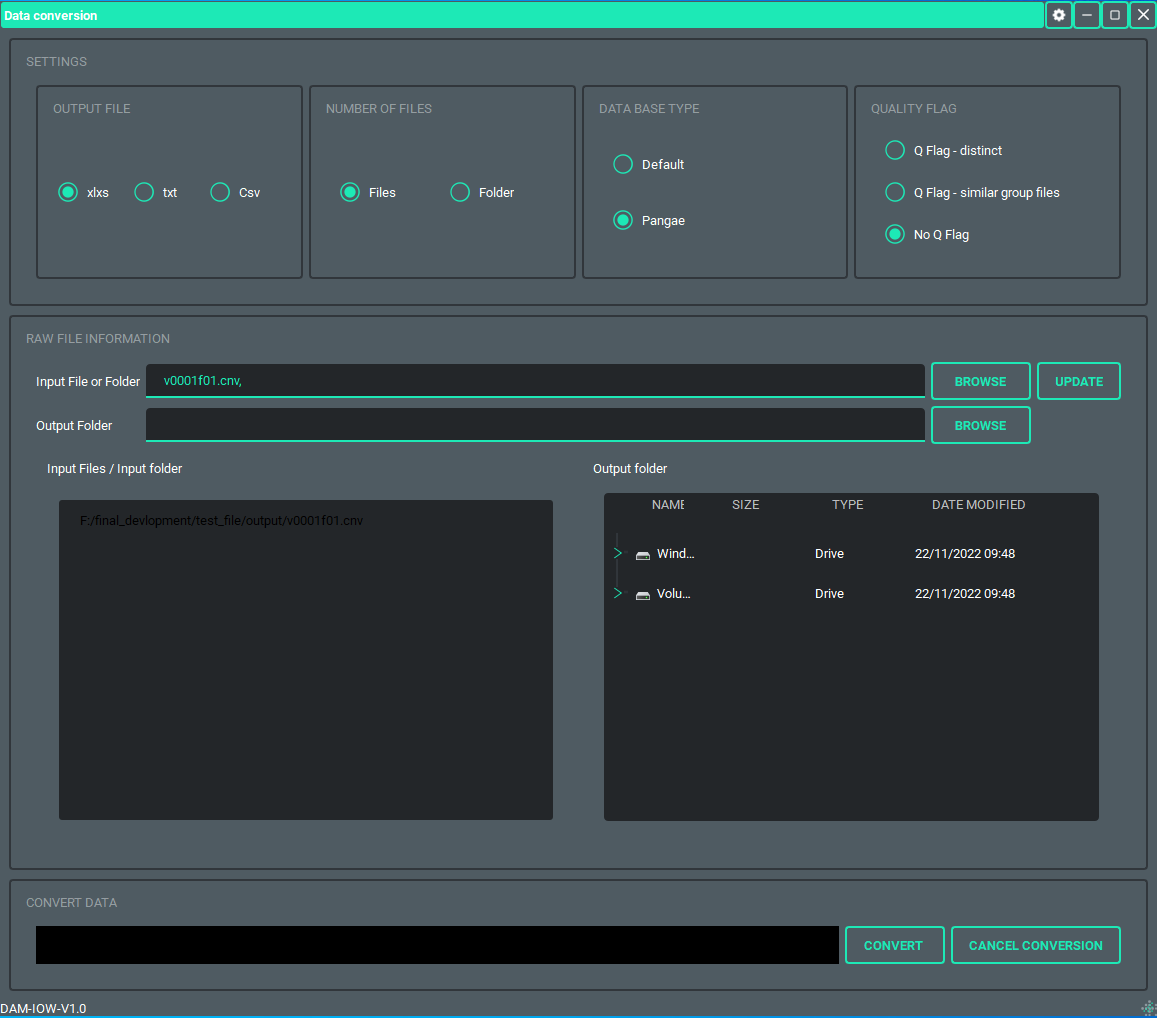 Data conversion
SETTINGS
OUTPUT FILE
xlxs txt Csv
NUMBER OF FILES
Files Folder
DATA BASE TYPE
Default
Pangae
QUALITY FLAG
Q Flag - distinct
Q Flag - similar group files
No Q Flag
RAW FILE INFORMATION
Input File or Folder v0001f01.cnv, BROWSE UPDATE
Output Folder BROWSE
Input Files / Input folder
F:/final_devlopment/test_file/output/v0001f01.cnv
Output folder
NAME SIZE TYPE DATE MODIFIED
Wind... Drive 22/11/2022 09:48
Volu... Drive 22/11/2022 09:48
CONVERT DATA
CONVERT CANCEL CONVERSION
DAM-IOW-V1.0